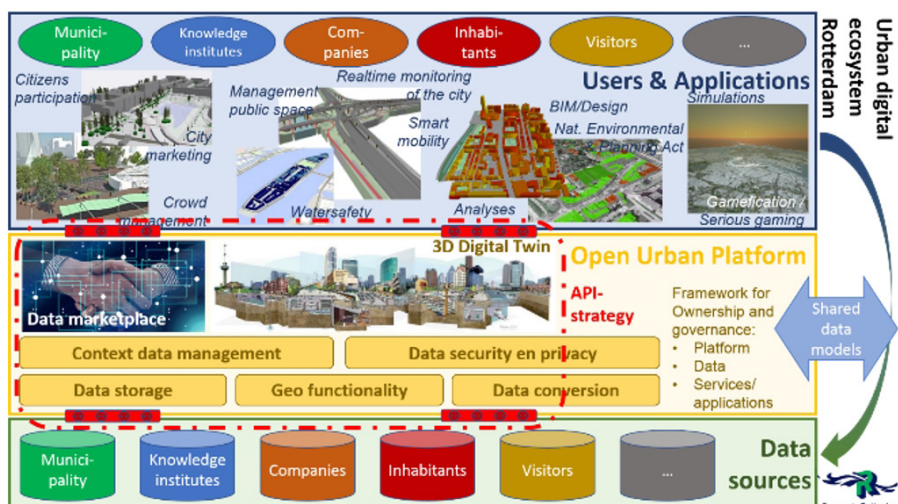 Munici-
pality
Knowledge
institutes
Com-
panies
Inhabi-
tants
Visitors
...
Urban digital
ecosystem
Rotterdam
Users & Applications
Citizens
participation
City
marketing
Crowd
management
Management
public space
Realtime monitoring
of the city
Smart
mobility
Watersafety
Analyses
BIM/Design
Nat. Environmental
& Planning Act
Simulations
Gamefication /
Serious gaming
Open Urban Platform
3D Digital Twin
Data marketplace
API-
strategy
Framework for
Ownership and
governance:
• Platform
• Data
• Services/
applications
Shared
data
models
Context data management
Data security en privacy
Data storage
Geo functionality
Data conversion
Munici-
pality
Knowledge
institutes
Companies
Inhabitants
Visitors
...
Data
sources